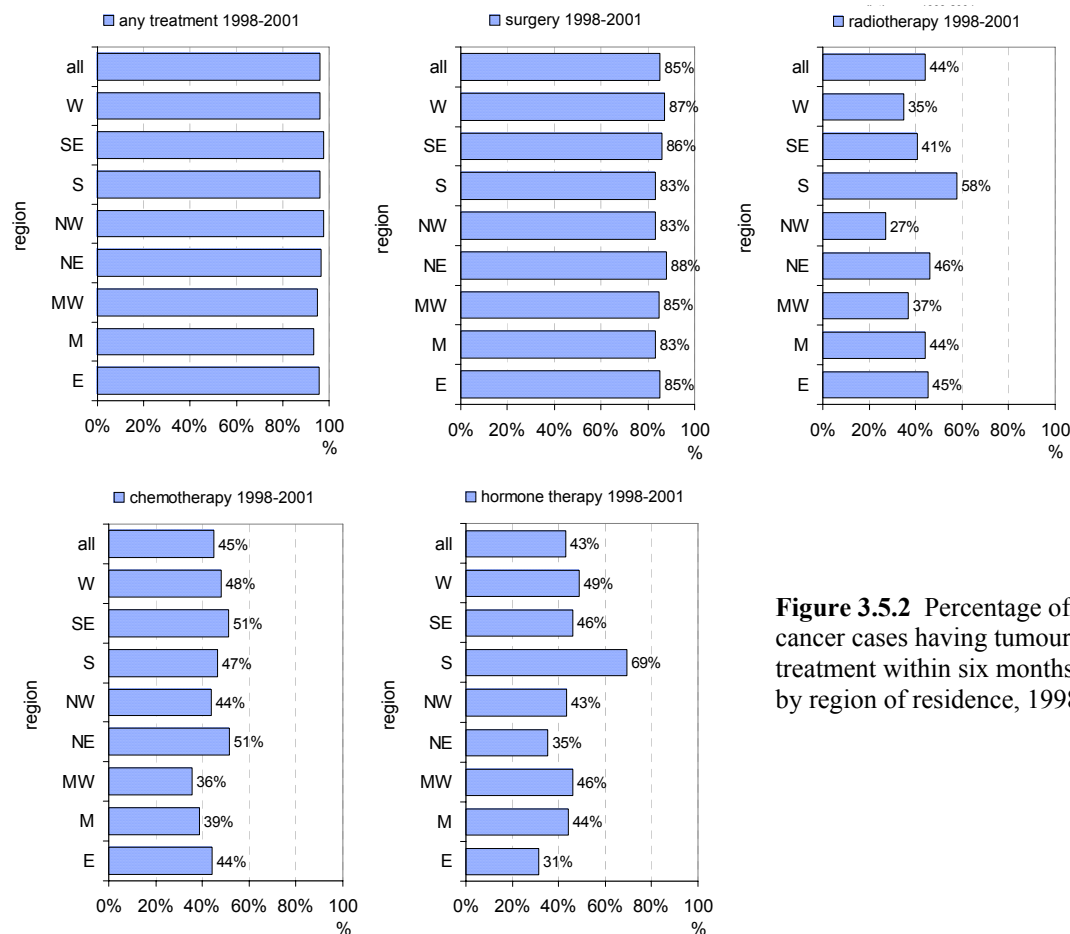 any treatment 1998-2001
all
W
SE
S
NW
NE
MW
M
E
region
0% 20% 40% 60% 80% 100%
%
surgery 1998-2001
all 85%
W 87%
SE 86%
S 83%
NW 83%
NE 88%
MW 85%
M 83%
E 85%
region
0% 20% 40% 60% 80% 100
%
radiotherapy 1998-2001
all 44%
W 35%
SE 41%
S 58%
NW 27%
NE 46%
MW 37%
M 44%
E 45%
region
0% 20% 40% 60% 80% 100
%
chemotherapy 1998-2001
all 45%
W 48%
SE 51%
S 47%
NW 44%
NE 51%
MW 36%
M 39%
E 44%
region
0% 20% 40% 60% 80% 100
%
hormone therapy 1998-2001
all 43%
W 49%
SE 46%
S 69%
NW 43%
NE 35%
MW 46%
M 44%
E 31%
region
0% 20% 40% 60% 80% 100
%
Figure 3.5.2 Percentage of
cancer cases having tumour
treatment within six months
by region of residence, 1998